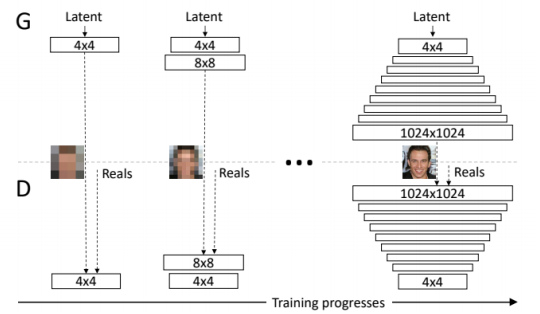 G
Latent
Latent
Latent
4x4
4x4
4x4
8x8
1024x1024
Reals
Reals
...
Reals
D
1024x1024
8x8
4x4
4x4
4x4
Training progresses